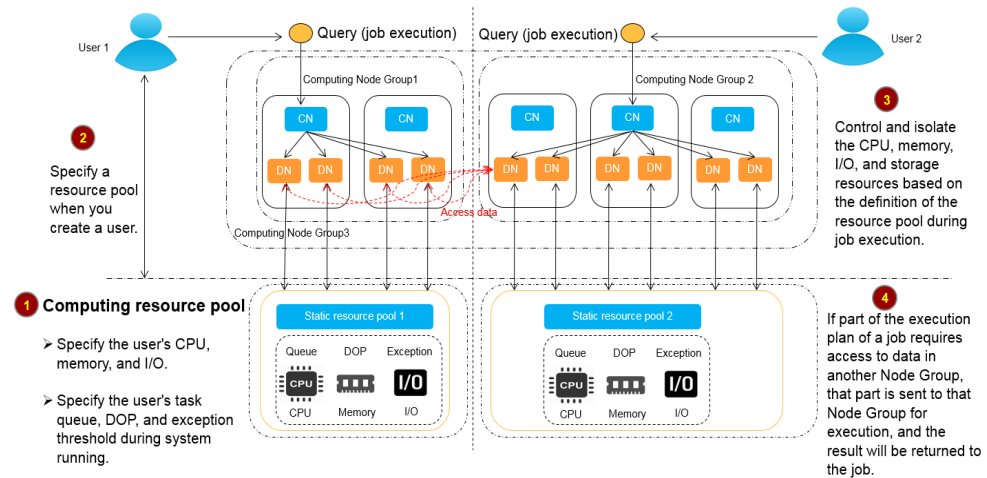 User 1
Query (job execution)
Query (job execution)
User 2
Computing Node Group1
Computing Node Group 2
CN
CN
CN
CN
CN
DN
DN
DN
DN
DN
DN
DN
DN
DN
DN
Access data
Computing Node Group3
2
Specify a
resource pool
when you
create a user.
3
Control and isolate
the CPU, memory,
I/O, and storage
resources based on
the definition of the
resource pool during
job execution.
1
Computing resource pool
➢ Specify the user's CPU,
memory, and I/O.
➢ Specify the user's task
queue, DOP, and exception
threshold during system
running.
Static resource pool 1
Queue
DOP
Exception
CPU
I/O
CPU
Memory
I/O
Static resource pool 2
Queue
DOP
Exception
CPU
I/O
CPU
Memory
I/O
4
If part of the execution
plan of a job requires
access to data in
another Node Group,
that part is sent to that
Node Group for
execution, and the
result will be returned to
the job.